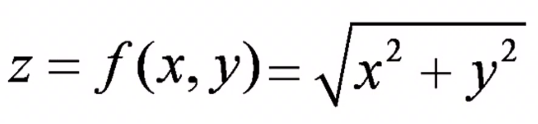 z = f(x, y) = √(x² + y²)